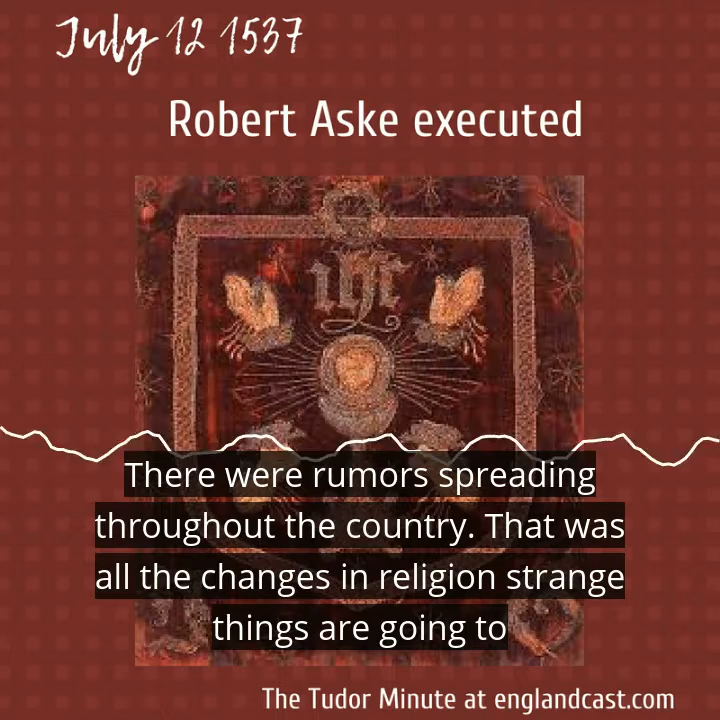 July 12 1537
Robert Aske executed
ihc
There were rumors spreading
throughout the country. That was
all the changes in religion strange
things are going to
The Tudor Minute at englandcast.com